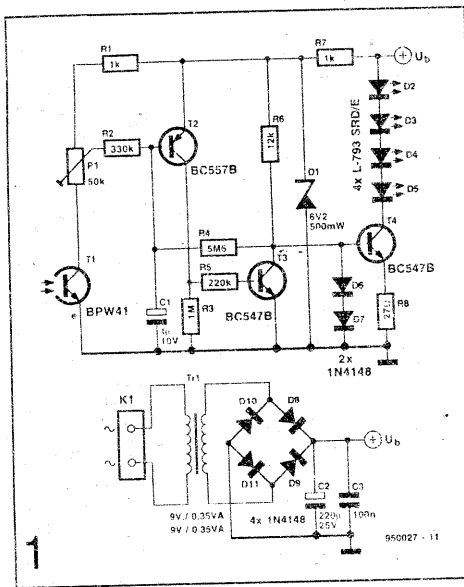 R1
1k
R7
1k
Ub
D2
D3
D4
D5
4x L-793 SRD/E
R2
330k
P1
50k
T2
BC557B
R6
12k
D1
6V2
500mW
T4
BC547B
T1
BPW41
e
R4
5M6
R5
220k
T3
BC547B
C1
1µ
10V
R3
1M
D6
D7
2x
1N4148
R8
27Ω
K1
Tr1
D10
D8
D11
D9
Ub
9V / 0,35VA
9V / 0.35VA
4x 1N4148
C2
220µ
25V
C3
100n
950027 - 11
1